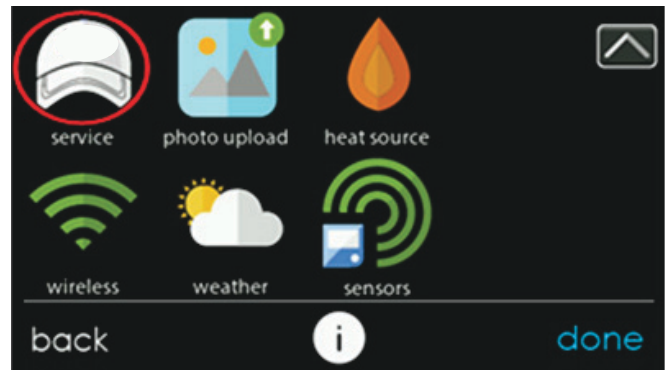 service photo upload heat source
wireless weather sensors
back i done